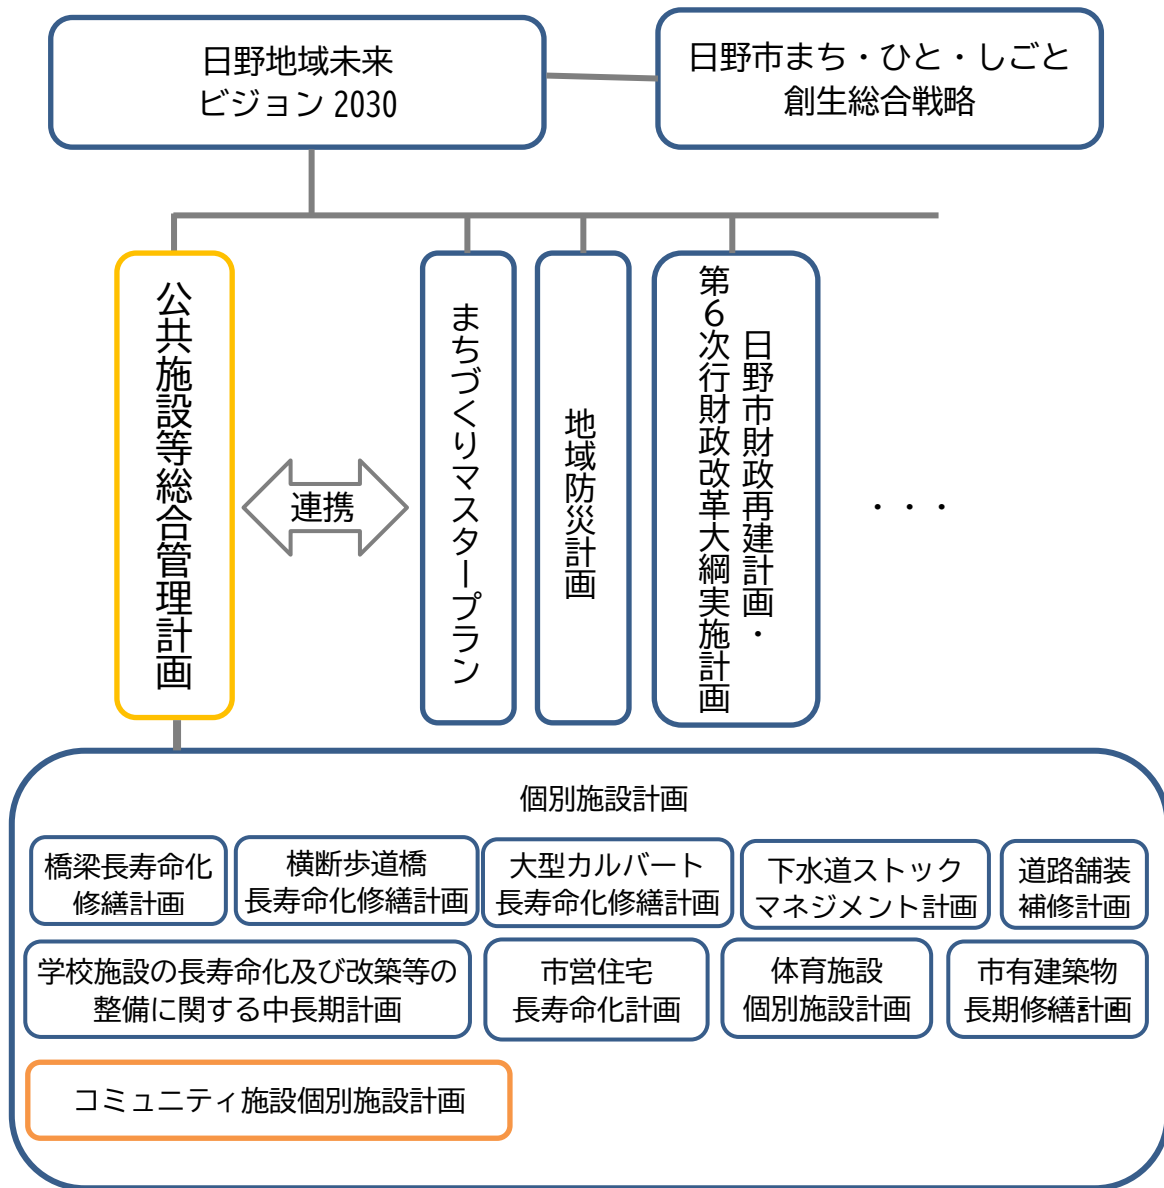 日野地域未来
ビジョン 2030
日野市まち・ひと・しごと
創生総合戦略
公共施設等総合管理計画
連携
まちづくりマスタープラン
地域防災計画
日野市財政再建計画・
第６次行財政改革大綱実施計画
・・・
個別施設計画
橋梁長寿命化
修繕計画
横断歩道橋
長寿命化修繕計画
大型カルバート
長寿命化修繕計画
下水道ストック
マネジメント計画
道路舗装
補修計画
学校施設の長寿命化及び改築等の
整備に関する中長期計画
市営住宅
長寿命化計画
体育施設
個別施設計画
市有建築物
長期修繕計画
コミュニティ施設個別施設計画